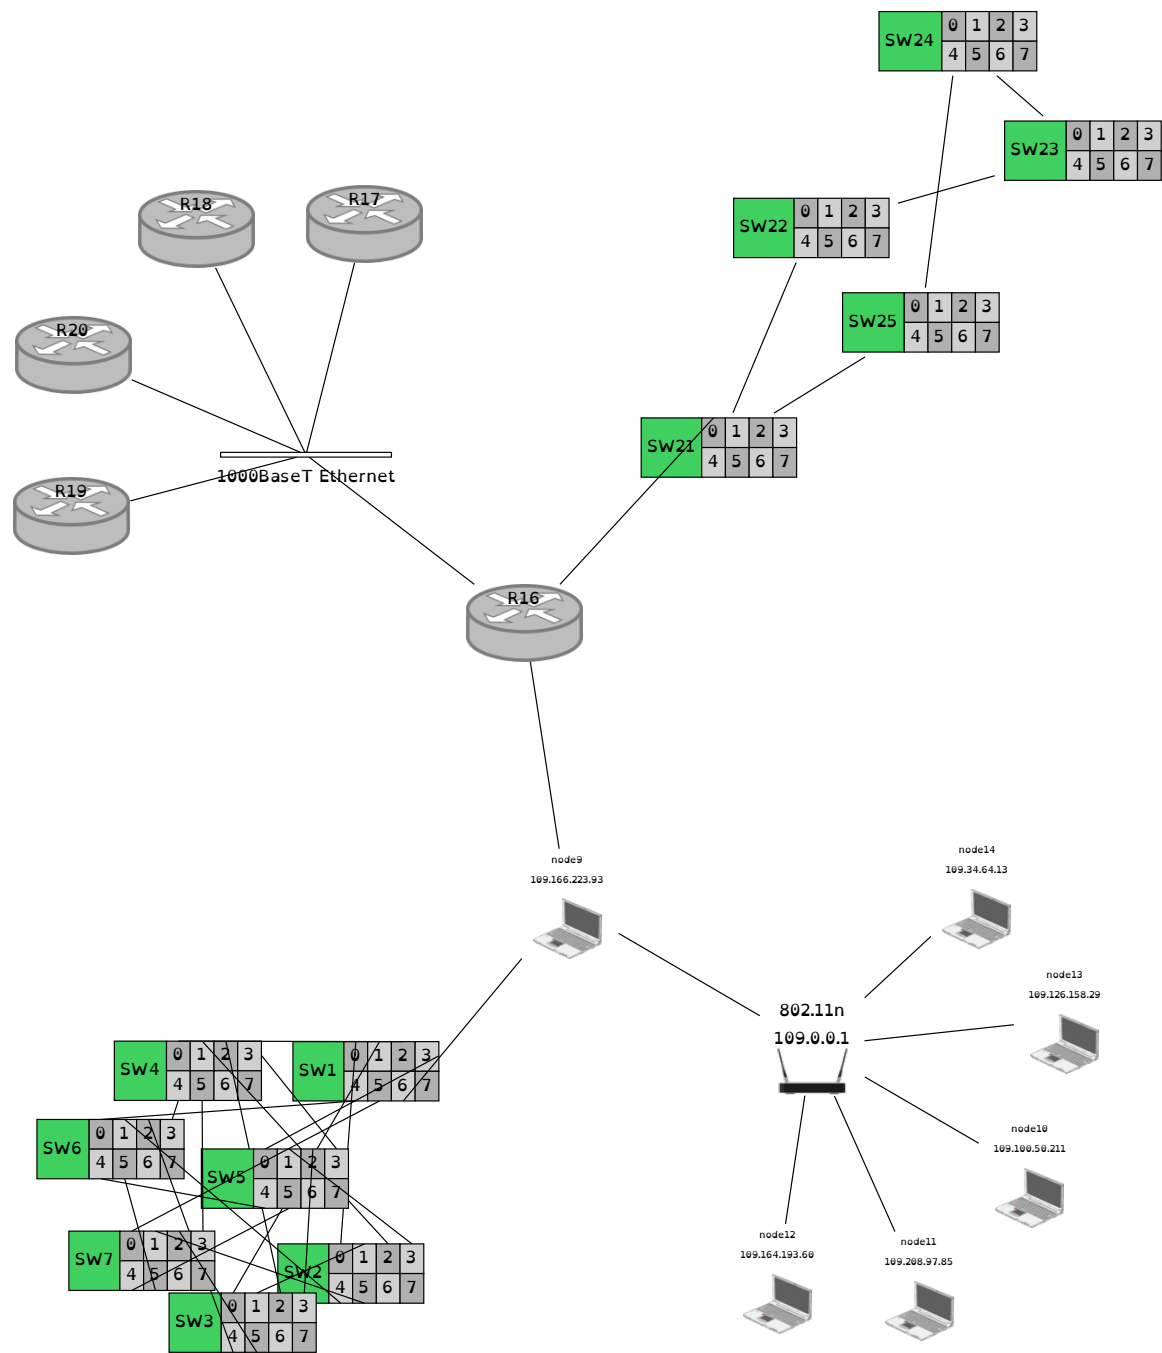 SW24 0 1 2 3
4 5 6 7
SW23 0 1 2 3
4 5 6 7
R18
R17
SW22 0 1 2 3
4 5 6 7
SW25 0 1 2 3
4 5 6 7
R20
SW21 0 1 2 3
4 5 6 7
1000BaseT Ethernet
R19
R16
node9
109.166.223.93
node14
109.34.64.13
node13
109.126.158.29
802.11n
109.0.0.1
node10
109.100.50.211
node12
109.164.193.60
node11
109.208.97.85
SW4 0 1 2 3
4 5 6 7
SW1 0 1 2 3
4 5 6 7
SW6 0 1 2 3
4 5 6 7
SW5 0 1 2 3
4 5 6 7
SW7 0 1 2 3
4 5 6 7
SW2 0 1 2 3
4 5 6 7
SW3 0 1 2 3
4 5 6 7